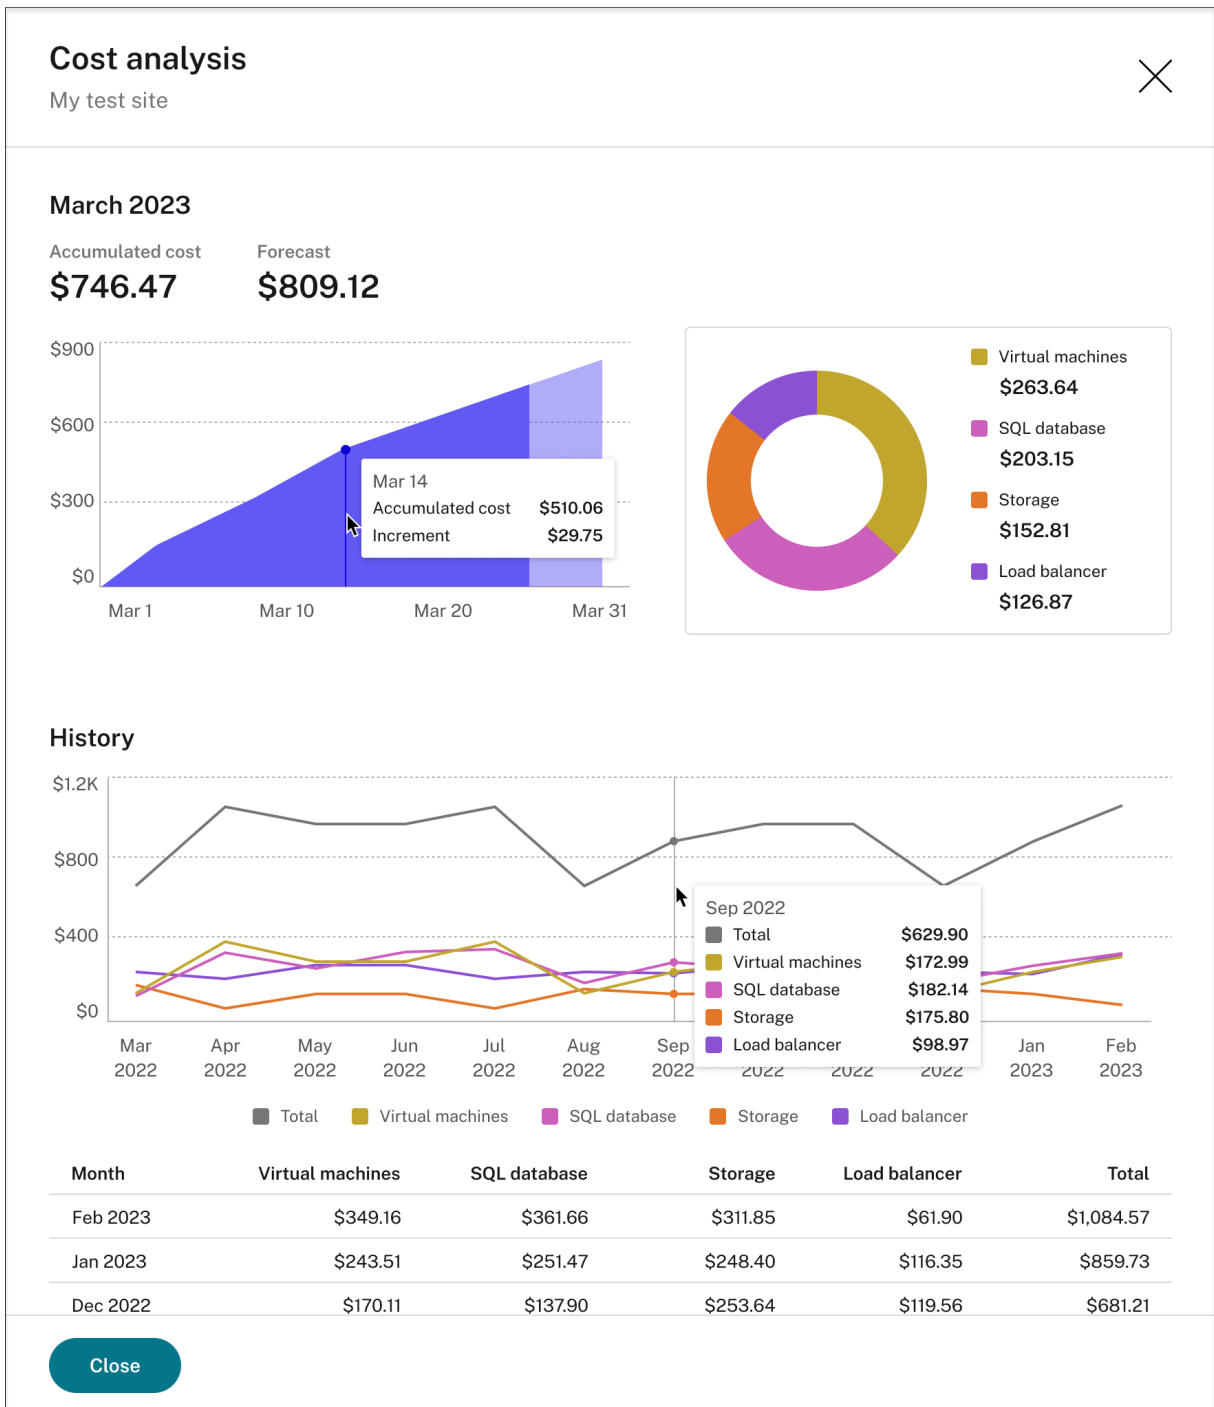 Cost analysis
My test site
March 2023
Accumulated cost Forecast
$746.47 $809.12
$900
$600
$300
$0
Mar 1 Mar 10 Mar 20 Mar 31
Mar 14
Accumulated cost $510.06
Increment $29.75
Virtual machines
$263.64
SQL database
$203.15
Storage
$152.81
Load balancer
$126.87
History
$1.2K
$800
$400
$0
Sep 2022
Total $629.90
Virtual machines $172.99
SQL database $182.14
Storage $175.80
Load balancer $98.97
Mar Apr May Jun Jul Aug Sep Jan Feb
2022 2022 2022 2022 2022 2022 2022 2022 2022 2022 2023 2023
Total Virtual machines SQL database Storage Load balancer
Month Virtual machines SQL database Storage Load balancer Total
Feb 2023 $349.16 $361.66 $311.85 $61.90 $1,084.57
Jan 2023 $243.51 $251.47 $248.40 $116.35 $859.73
Dec 2022 $170.11 $137.90 $253.64 $119.56 $681.21
Close